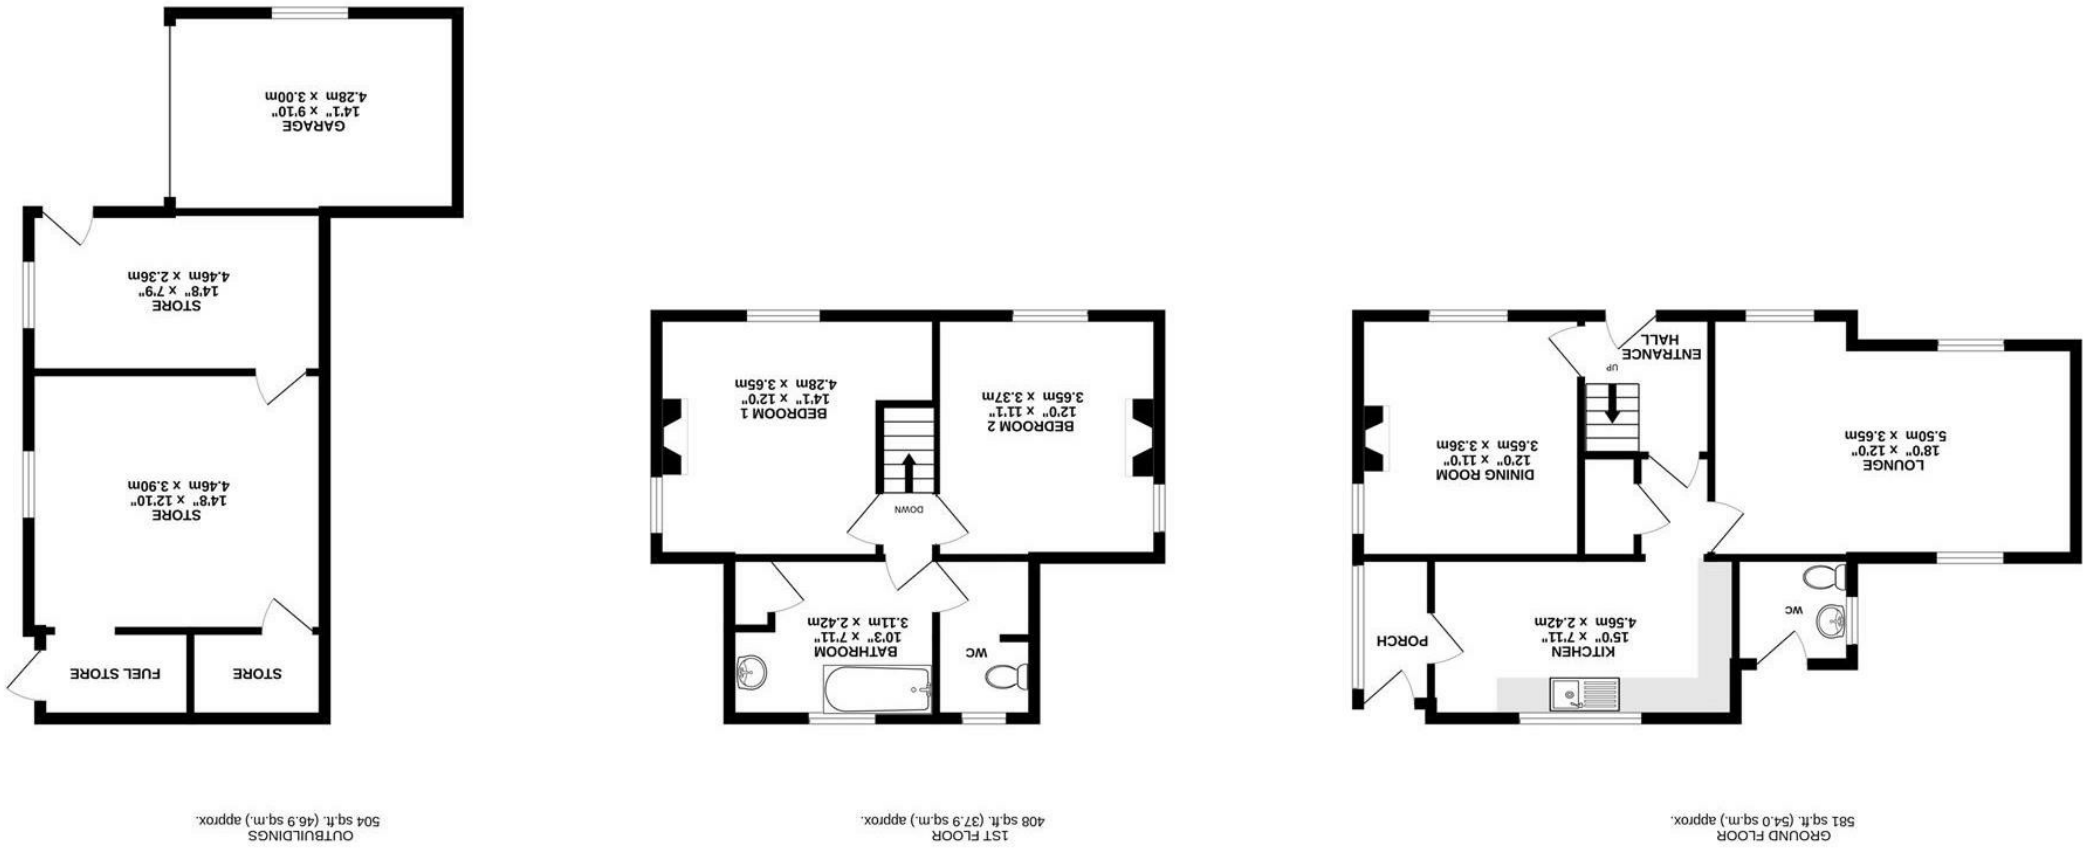 GROUND FLOOR
581 sq.ft. (54.0 sq.m.) approx.
PORCH
KITCHEN
15'0" x 7'11"
4.56m x 2.42m
WC
DINING ROOM
12'0" x 11'0"
3.65m x 3.36m
LOUNGE
18'0" x 12'0"
5.50m x 3.65m
UP
ENTRANCE
HALL
1ST FLOOR
408 sq.ft. (37.9 sq.m.) approx.
WC
BATHROOM
10'3" x 7'11"
3.11m x 2.42m
DOWN
BEDROOM 2
12'0" x 11'1"
3.65m x 3.37m
BEDROOM 1
14'1" x 12'0"
4.28m x 3.65m
OUTBUILDINGS
504 sq.ft. (46.9 sq.m.) approx.
STORE
FUEL STORE
STORE
14'8" x 12'10"
4.46m x 3.90m
STORE
14'8" x 7'9"
4.46m x 2.36m
GARAGE
14'1" x 9'10"
4.28m x 3.00m